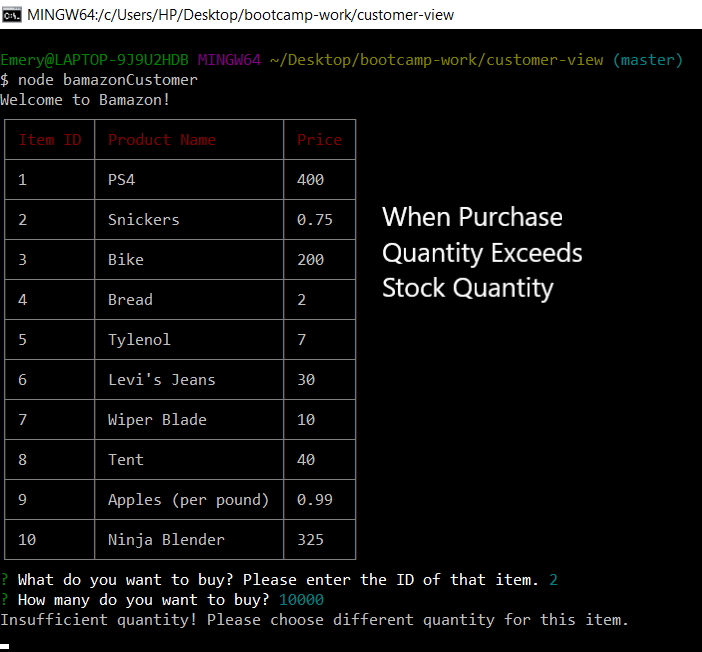 MINGW64:/c/Users/HP/Desktop/bootcamp-work/customer-view
Emery@LAPTOP-9J9U2HDB MINGW64 ~/Desktop/bootcamp-work/customer-view (master)
$ node bamazonCustomer
Welcome to Bamazon!
Item ID Product Name Price
1 PS4 400
2 Snickers 0.75
3 Bike 200
4 Bread 2
5 Tylenol 7
6 Levi's Jeans 30
7 Wiper Blade 10
8 Tent 40
9 Apples (per pound) 0.99
10 Ninja Blender 325
When Purchase
Quantity Exceeds
Stock Quantity
? What do you want to buy? Please enter the ID of that item. 2
? How many do you want to buy? 10000
Insufficient quantity! Please choose different quantity for this item.